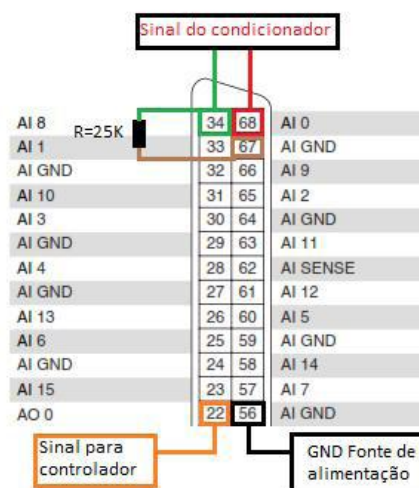 Sinal do condicionador
AI 8 34 68 AI 0
R=25K
AI 1 33 67 AI GND
AI GND 32 66 AI 9
AI 10 31 65 AI 2
AI 3 30 64 AI GND
AI GND 29 63 AI 11
AI 4 28 62 AI SENSE
AI GND 27 61 AI 12
AI 13 26 60 AI 5
AI 6 25 59 AI GND
AI GND 24 58 AI 14
AI 15 23 57 AI 7
AO 0 22 56 AI GND
Sinal para
controlador
GND Fonte de
alimentação